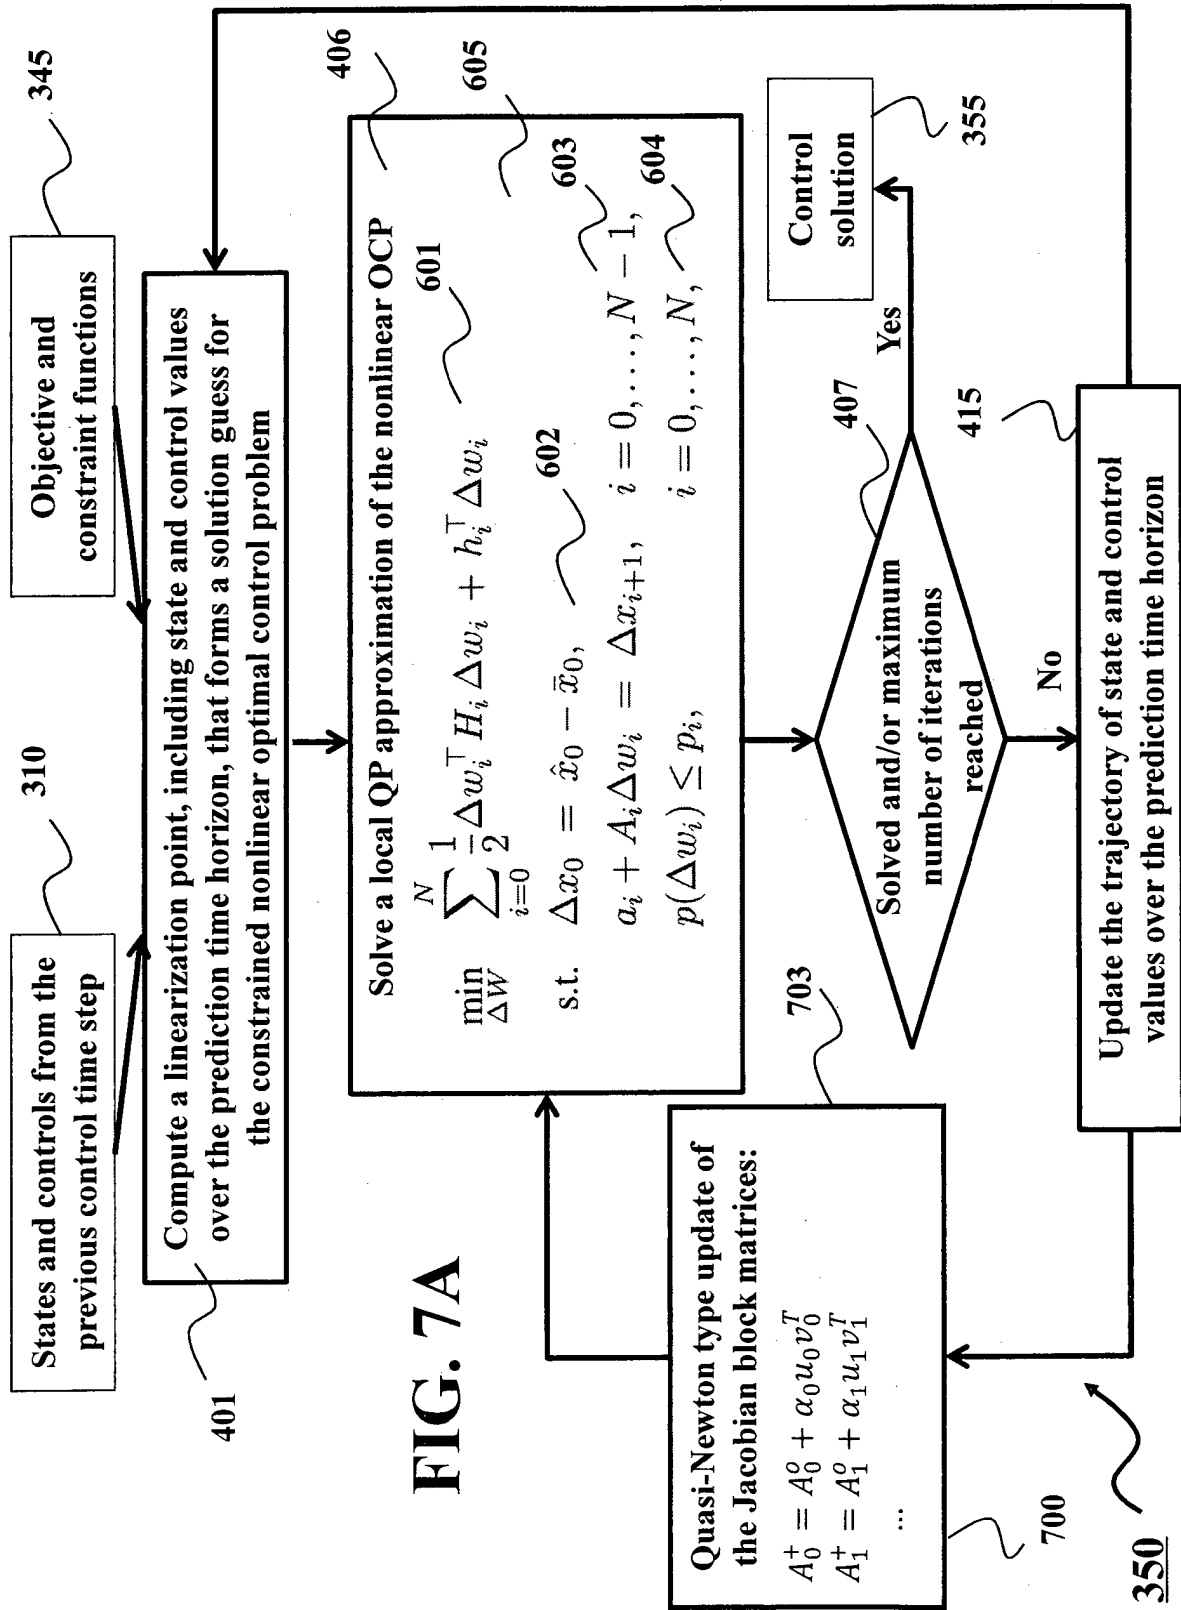 310
345
States and controls from the
previous control time step
Objective and
constraint functions
401
Compute a linearization point, including state and control values
over the prediction time horizon, that forms a solution guess for
the constrained nonlinear optimal control problem
406
605
Solve a local QP approximation of the nonlinear OCP
min_{ΔW} \sum_{i=0}^{N} \frac{1}{2} Δw_i^⊤ H_i Δw_i + h_i^⊤ Δw_i
601
s.t. Δx_0 = \hat{x}_0 − \bar{x}_0,
602
a_i + A_i Δw_i = Δx_{i+1}, i = 0, …, N − 1,
603
p(Δw_i) ≤ p_i, i = 0, …, N,
604
FIG. 7A
703
Quasi-Newton type update of
the Jacobian block matrices:
A_0^+ = A_0^o + α_0 u_0 v_0^T
A_1^+ = A_1^o + α_1 u_1 v_1^T
...
700
407
Solved and/or maximum
number of iterations
reached
Yes
Control
solution
355
No
415
Update the trajectory of state and control
values over the prediction time horizon
350